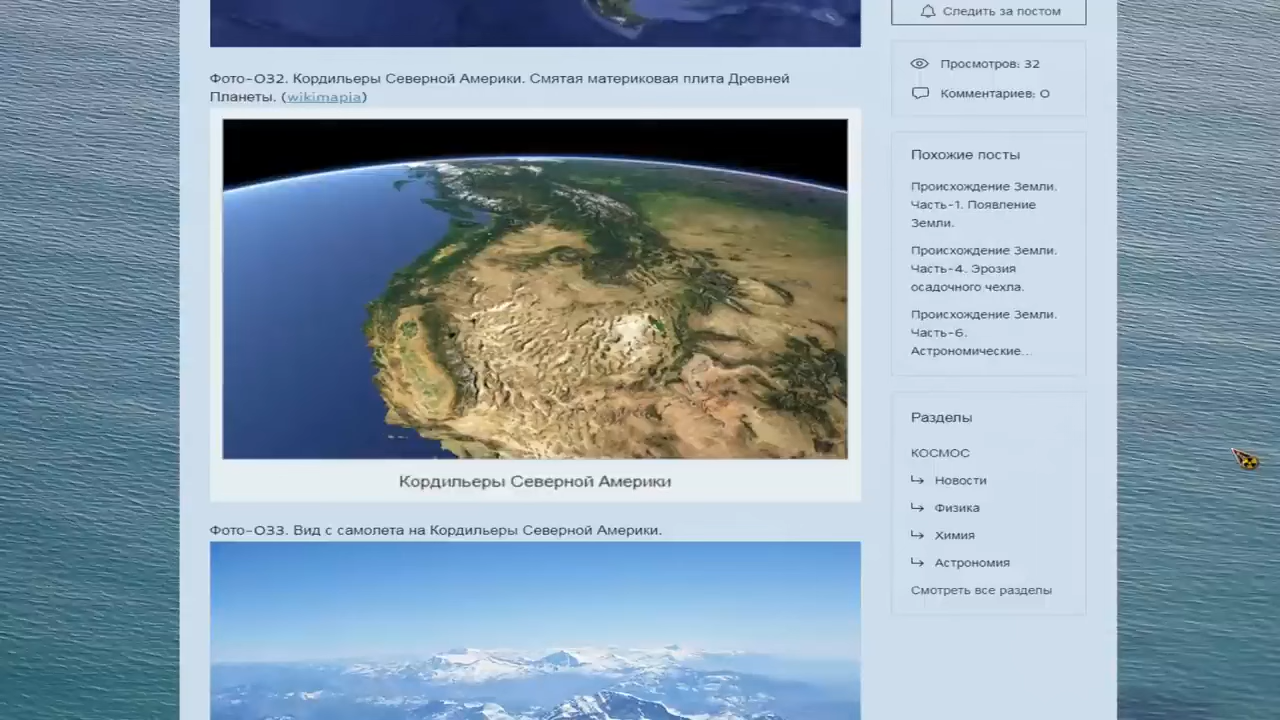 Следить за постом
Фото-032. Кордильеры Северной Америки. Смятая материковая плита Древней
Планеты. (wikimapia)
Просмотров: 32
Комментариев: 0
Похожие посты
Происхождение Земли.
Часть-1. Появление
Земли.
Происхождение Земли.
Часть-4. Эрозия
осадочного чехла.
Происхождение Земли.
Часть-6.
Астрономические...
Разделы
КОСМОС
Новости
Физика
Химия
Астрономия
Смотреть все разделы
Кордильеры Северной Америки
Фото-033. Вид с самолета на Кордильеры Северной Америки.